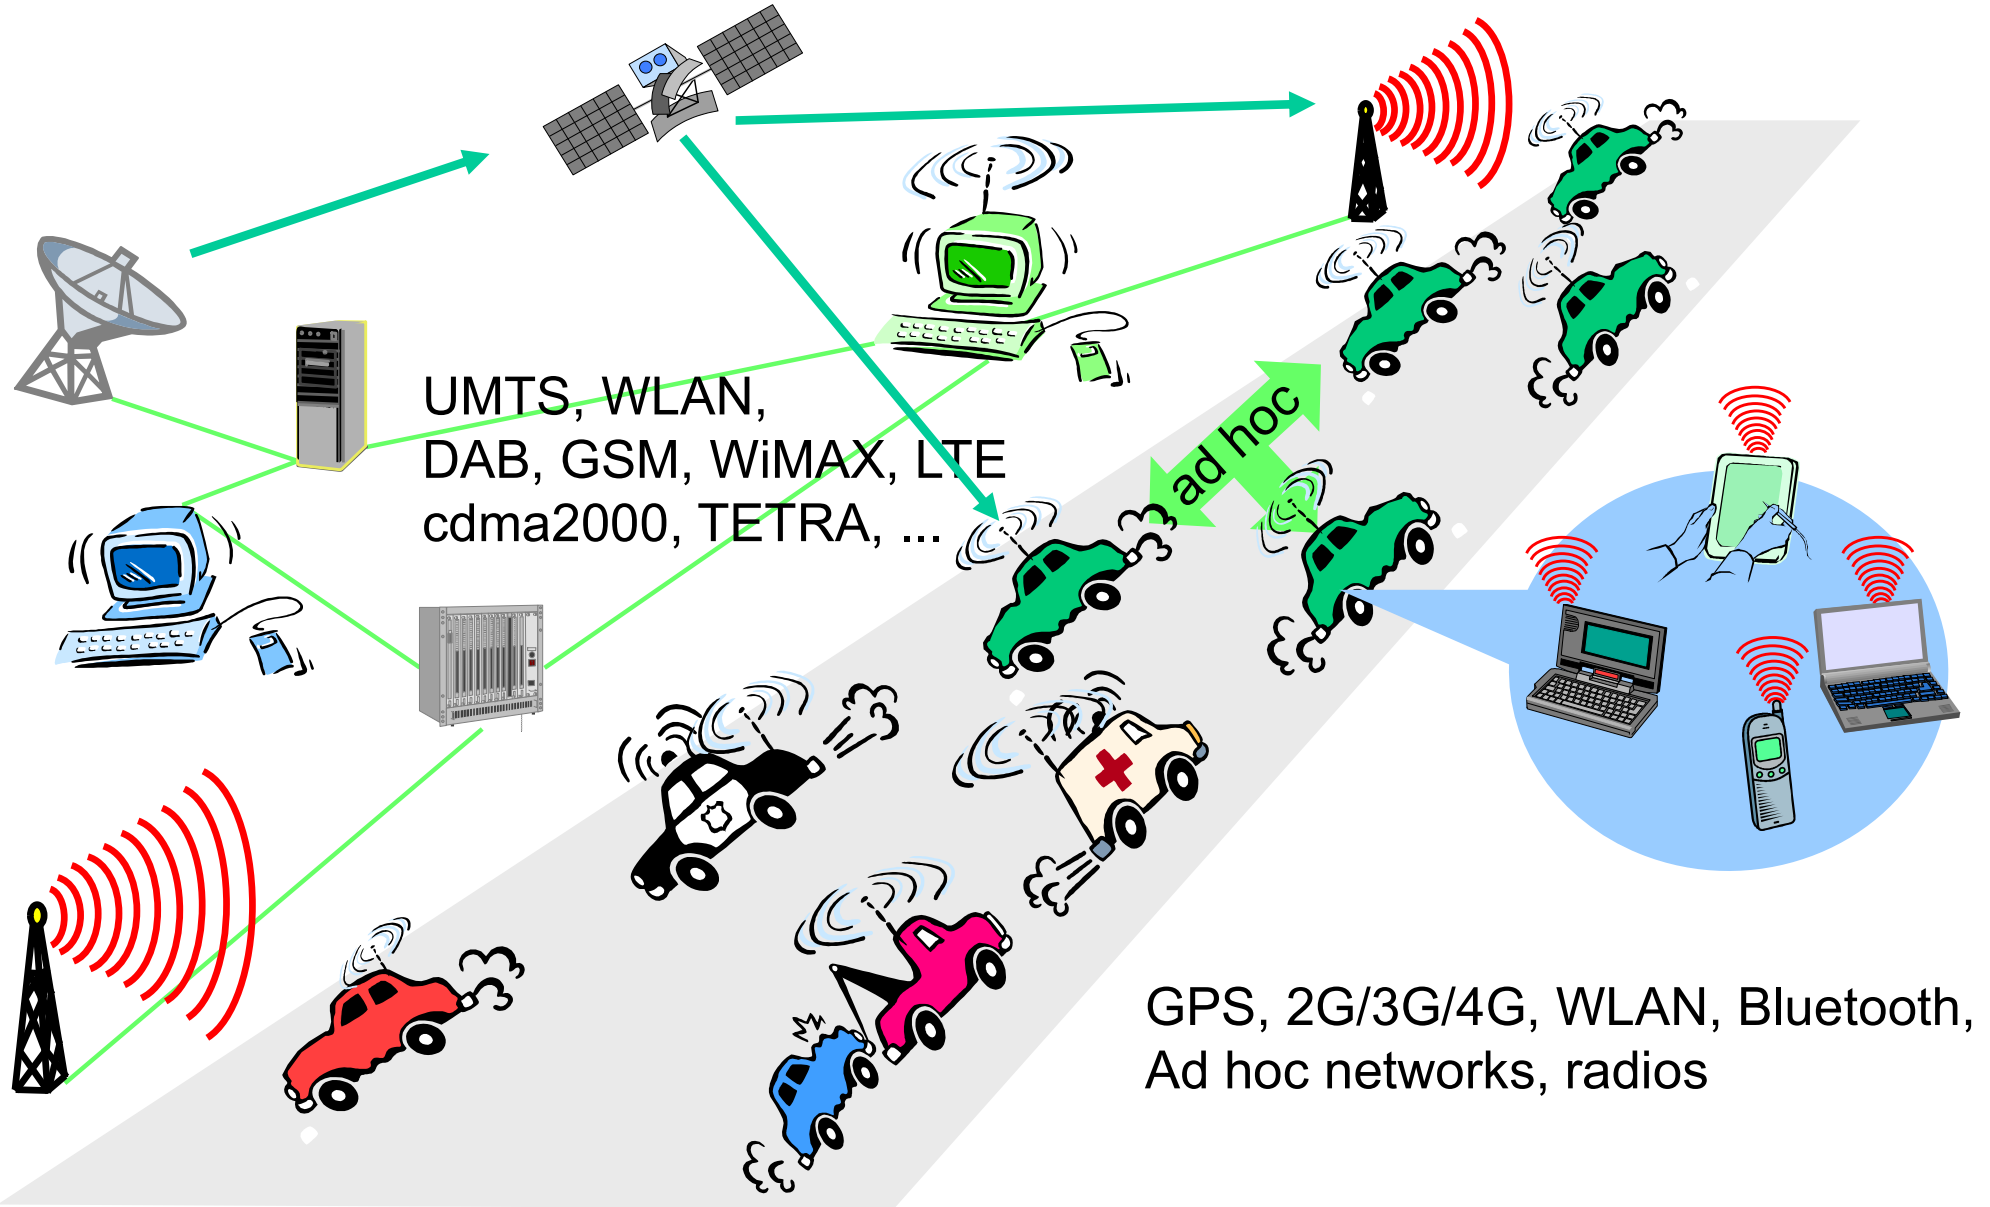 UMTS, WLAN,
DAB, GSM, WiMAX, LTE
cdma2000, TETRA, ...
ad hoc
GPS, 2G/3G/4G, WLAN, Bluetooth,
Ad hoc networks, radios